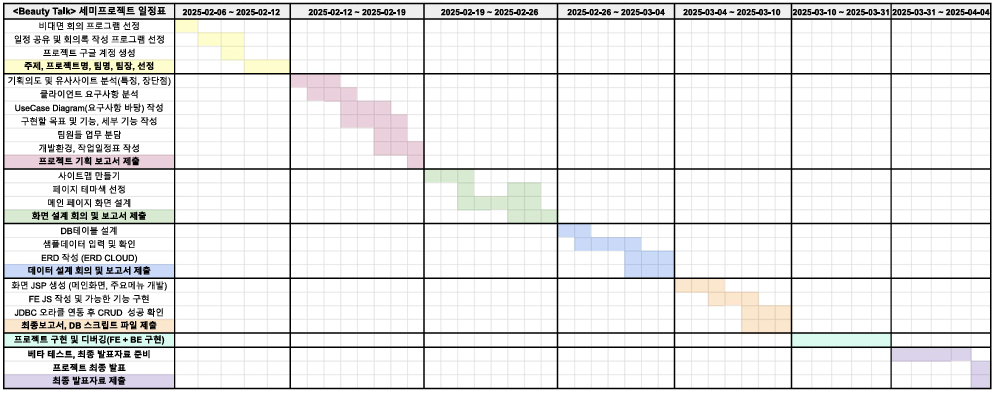 <Beauty Talk> 세미프로젝트 일정표 2025-02-06 ~ 2025-02-12 2025-02-12 ~ 2025-02-19 2025-02-19 ~ 2025-02-26 2025-02-26 ~ 2025-03-04 2025-03-04 ~ 2025-03-10 2025-03-10 ~ 2025-03-31 2025-03-31 ~ 2025-04-04
비대면 회의 프로그램 선정
일정 공유 및 회의록 작성 프로그램 선정
프로젝트 구글 계정 생성
주제, 프로젝트명, 팀명, 팀장, 선정
기획의도 및 유사사이트 분석(특징, 장단점)
클라이언트 요구사항 분석
UseCase Diagram(요구사항 바탕) 작성
구현할 목표 및 기능, 세부 기능 작성
팀원들 업무 분담
개발환경, 작업일정표 작성
프로젝트 기획 보고서 제출
사이트맵 만들기
페이지 테마색 선정
메인 페이지 화면 설계
화면 설계 회의 및 보고서 제출
DB테이블 설계
샘플데이터 입력 및 확인
ERD 작성 (ERD CLOUD)
데이터 설계 회의 및 보고서 제출
화면 JSP 생성 (메인화면, 주요메뉴 개발)
FE JS 작성 및 가능한 기능 구현
JDBC 오라클 연동 후 CRUD 성공 확인
최종보고서, DB 스크립트 파일 제출
프로젝트 구현 및 디버깅(FE + BE 구현)
베타 테스트, 최종 발표자료 준비
프로젝트 최종 발표
최종 발표자료 제출